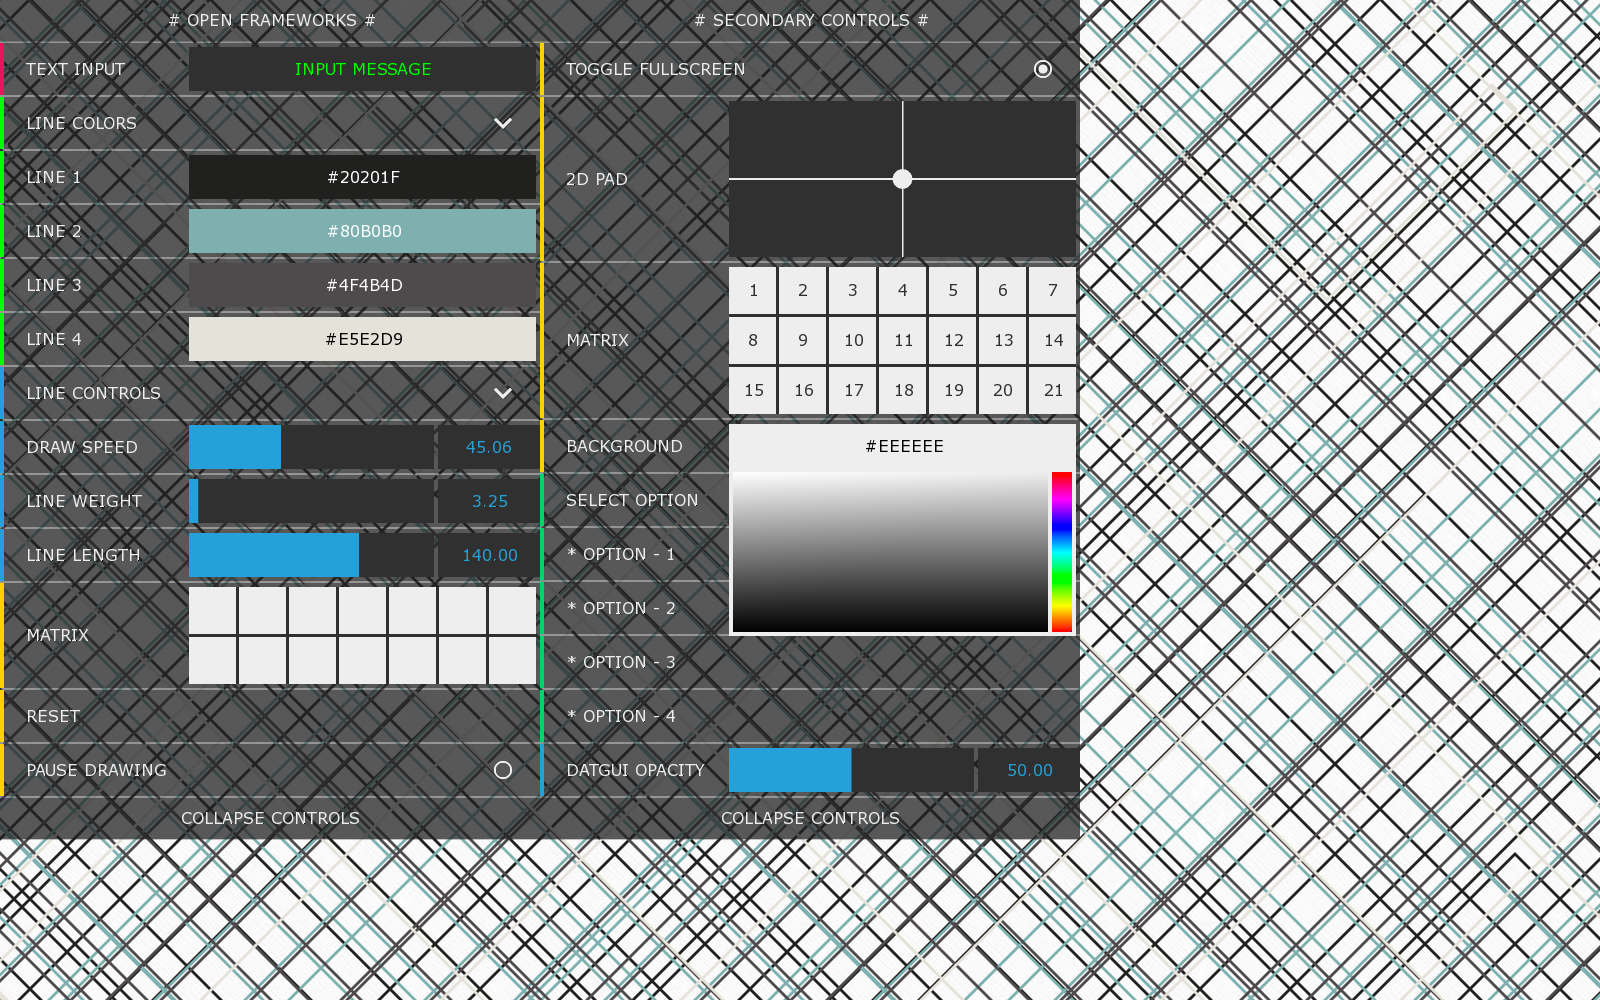 # OPEN FRAMEWORKS #
TEXT INPUT INPUT MESSAGE
LINE COLORS
LINE 1 #20201F
LINE 2 #80B0B0
LINE 3 #4F4B4D
LINE 4 #E5E2D9
LINE CONTROLS
DRAW SPEED 45.06
LINE WEIGHT 3.25
LINE LENGTH 140.00
MATRIX
RESET
PAUSE DRAWING
COLLAPSE CONTROLS
# SECONDARY CONTROLS #
TOGGLE FULLSCREEN
2D PAD
1 2 3 4 5 6 7
MATRIX 8 9 10 11 12 13 14
15 16 17 18 19 20 21
BACKGROUND #EEEEEE
SELECT OPTION
* OPTION - 1
* OPTION - 2
* OPTION - 3
* OPTION - 4
DATGUI OPACITY 50.00
COLLAPSE CONTROLS